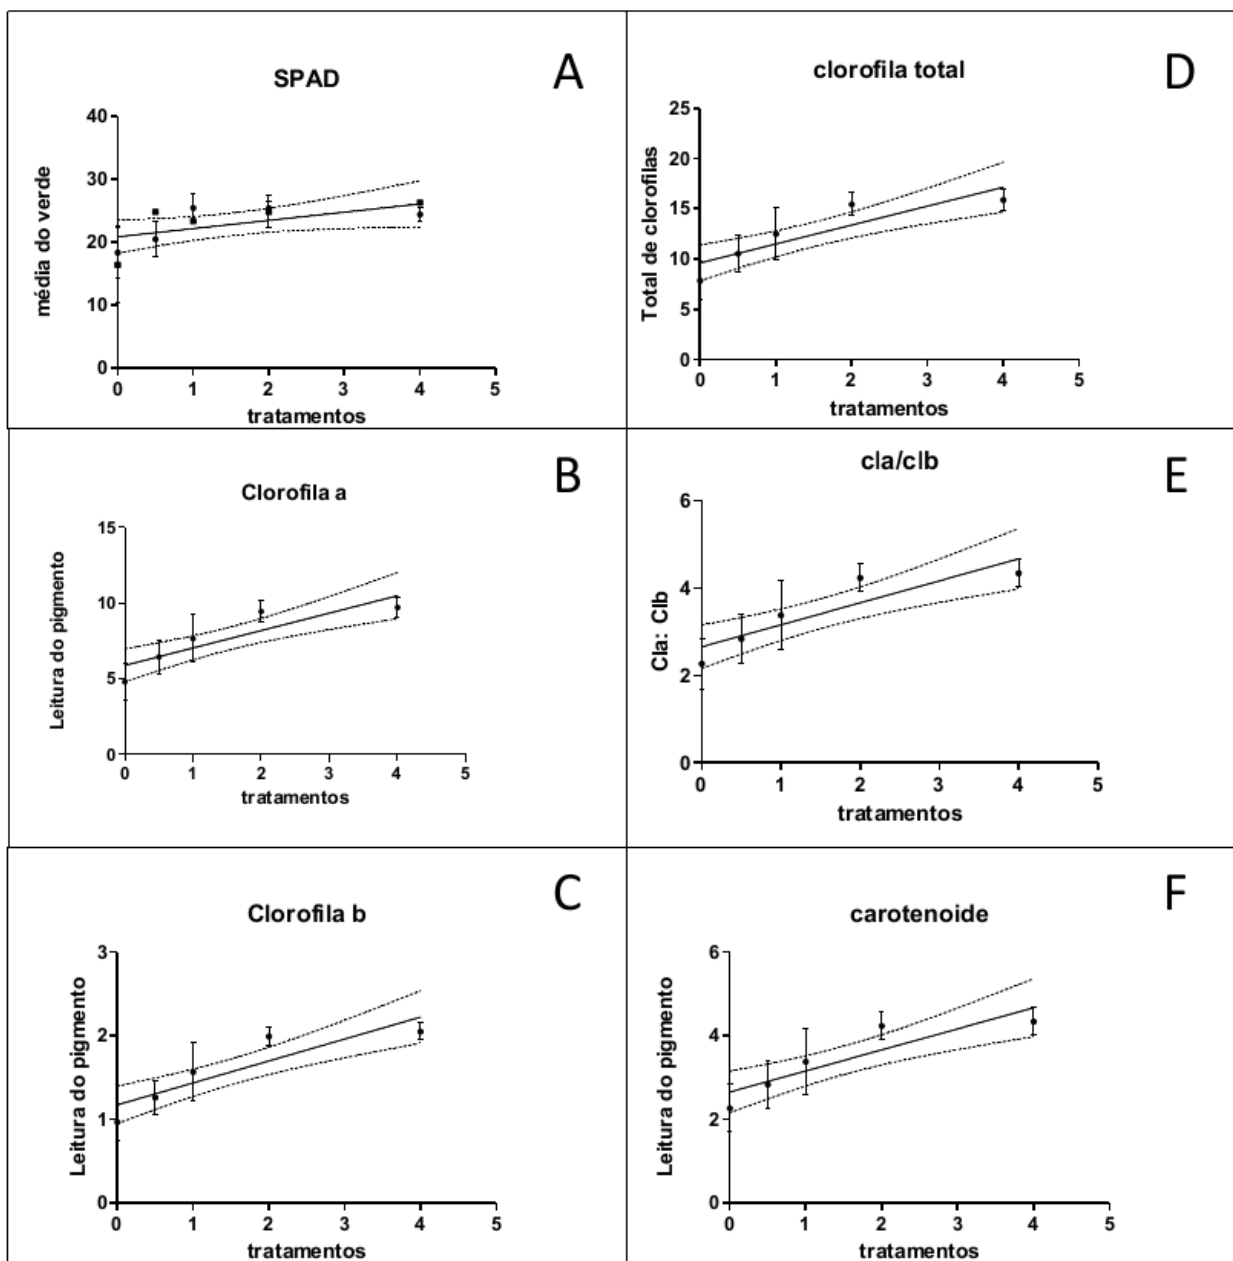 A
SPAD
média do verde
40
30
20
10
0
0 1 2 3 4 5
tratamentos
D
clorofila total
Total de clorofilas
25
20
15
10
5
0
0 1 2 3 4 5
tratamentos
B
Clorofila a
Leitura do pigmento
15
10
5
0
0 1 2 3 4 5
tratamentos
E
cla/clb
Cla: Clb
6
4
2
0
0 1 2 3 4 5
tratamentos
C
Clorofila b
Leitura do pigmento
3
2
1
0
0 1 2 3 4 5
tratamentos
F
carotenoide
Leitura do pigmento
6
4
2
0
0 1 2 3 4 5
tratamentos